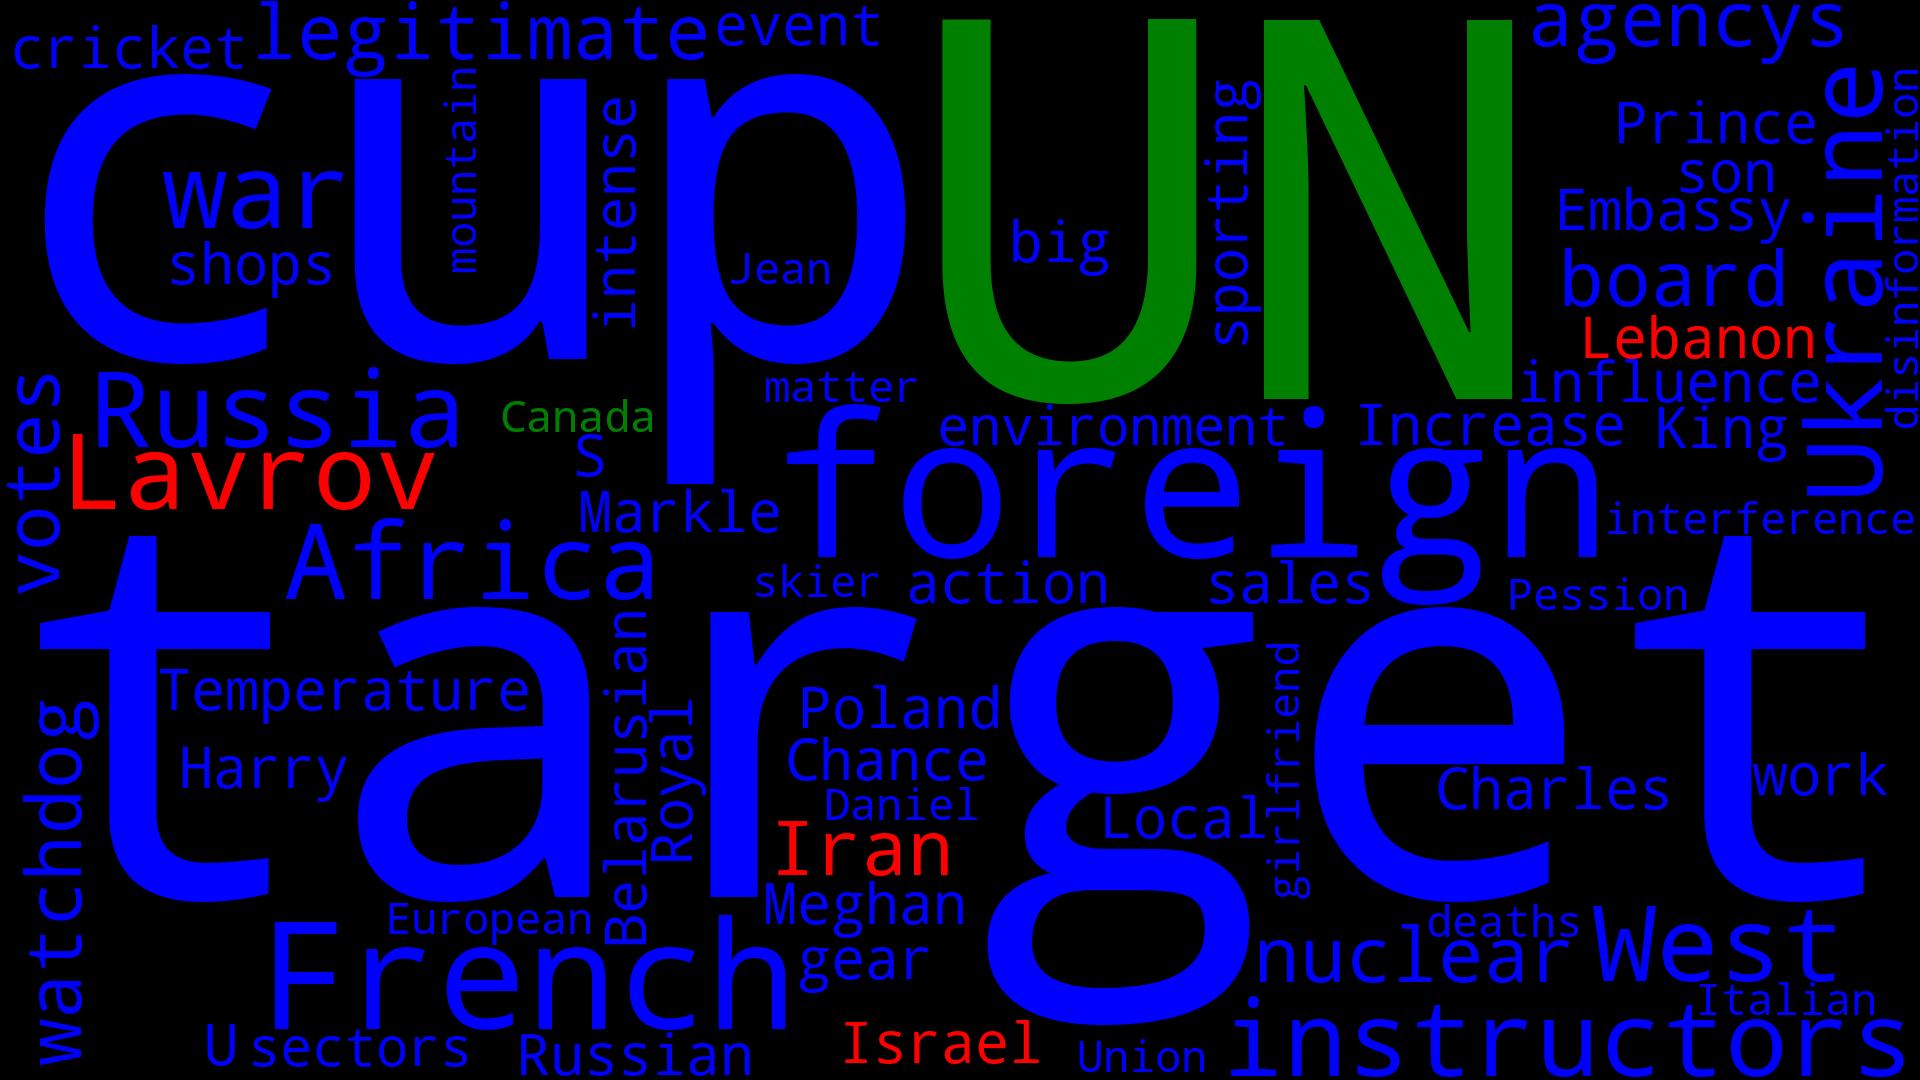 cricket
legitimate
event
agencys
cup
UN
mountain
intense
sporting
Ukraine
disinformation
war
shops
Jean
big
Prince
son
Embassy
board
Lebanon
influence
votes
Russia
Canada
matter
environment
Increase
King
Lavrov
S
Markle
foreign
interference
Africa
skier
action
sales
Pession
target
Temperature
Belarusian
Royal
Poland
girlfriend
Harry
Chance
Charles
work
watchdog
Daniel
Local
Iran
Meghan
European
deaths
French
gear
nuclear
West
Italian
U
sectors
Russian
Israel
Union
instructors